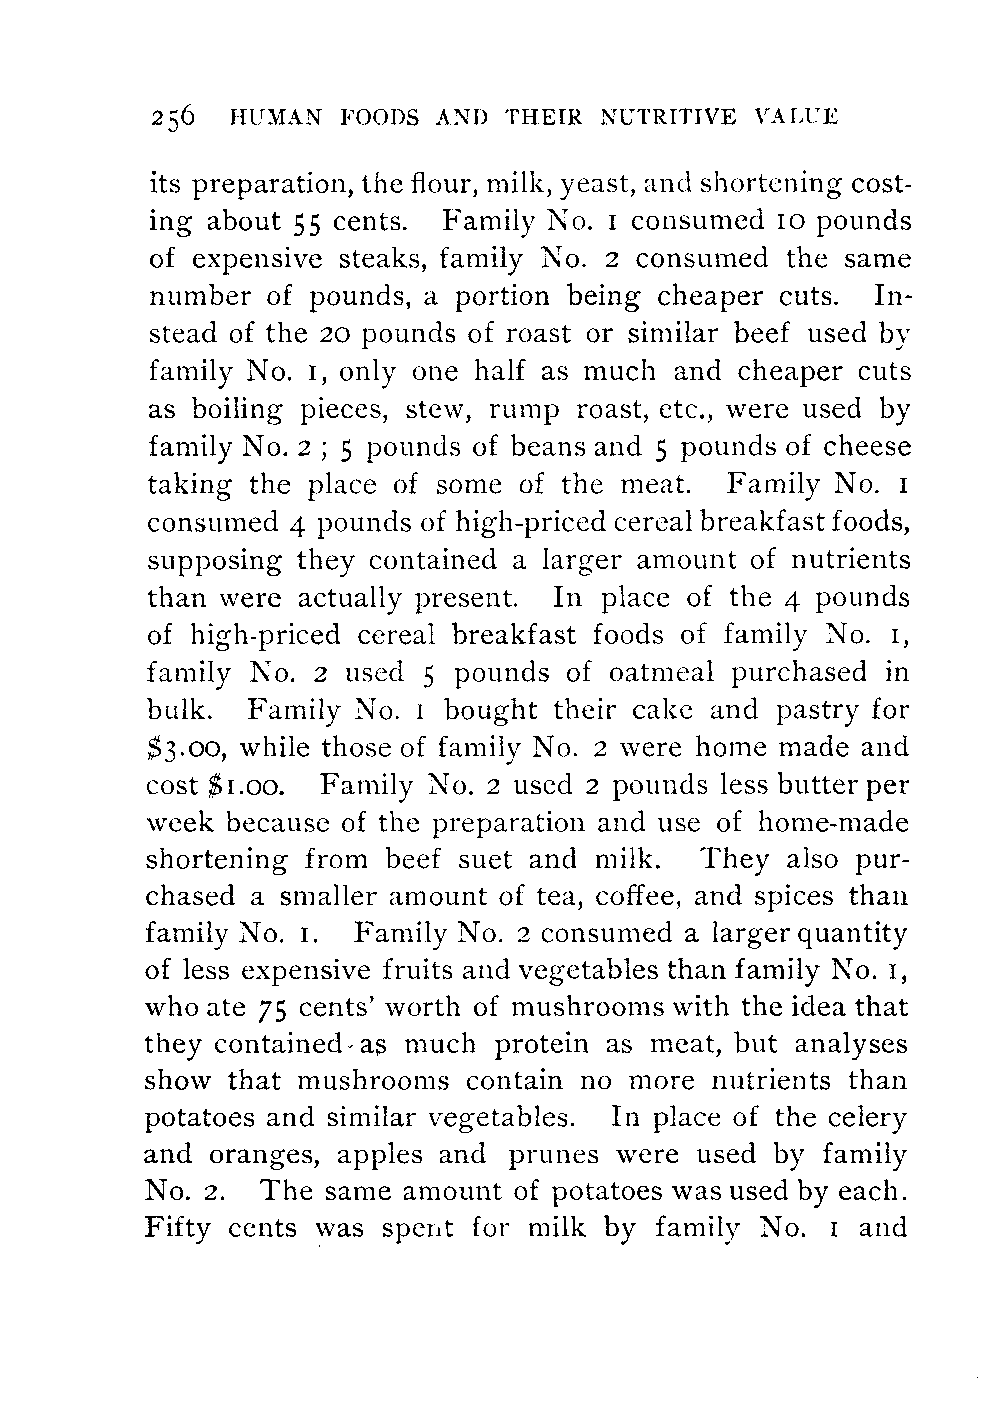 256 HUMAN FOODS AND THEIR NUTRITIVE VALUE
its preparation, the flour, milk, yeast, and shortening cost-
ing about 55 cents. Family No. 1 consumed 10 pounds
of expensive steaks, family No. 2 consumed the same
number of pounds, a portion being cheaper cuts. In-
stead of the 20 pounds of roast or similar beef used by
family No. 1, only one half as much and cheaper cuts
as boiling pieces, stew, rump roast, etc., were used by
family No. 2 ; 5 pounds of beans and 5 pounds of cheese
taking the place of some of the meat. Family No. 1
consumed 4 pounds of high-priced cereal breakfast foods,
supposing they contained a larger amount of nutrients
than were actually present. In place of the 4 pounds
of high-priced cereal breakfast foods of family No. 1,
family No. 2 used 5 pounds of oatmeal purchased in
bulk. Family No. 1 bought their cake and pastry for
$3.00, while those of family No. 2 were home made and
cost $1.00. Family No. 2 used 2 pounds less butter per
week because of the preparation and use of home-made
shortening from beef suet and milk. They also pur-
chased a smaller amount of tea, coffee, and spices than
family No. 1. Family No. 2 consumed a larger quantity
of less expensive fruits and vegetables than family No. 1,
who ate 75 cents' worth of mushrooms with the idea that
they contained as much protein as meat, but analyses
show that mushrooms contain no more nutrients than
potatoes and similar vegetables. In place of the celery
and oranges, apples and prunes were used by family
No. 2. The same amount of potatoes was used by each.
Fifty cents was spent for milk by family No. 1 and